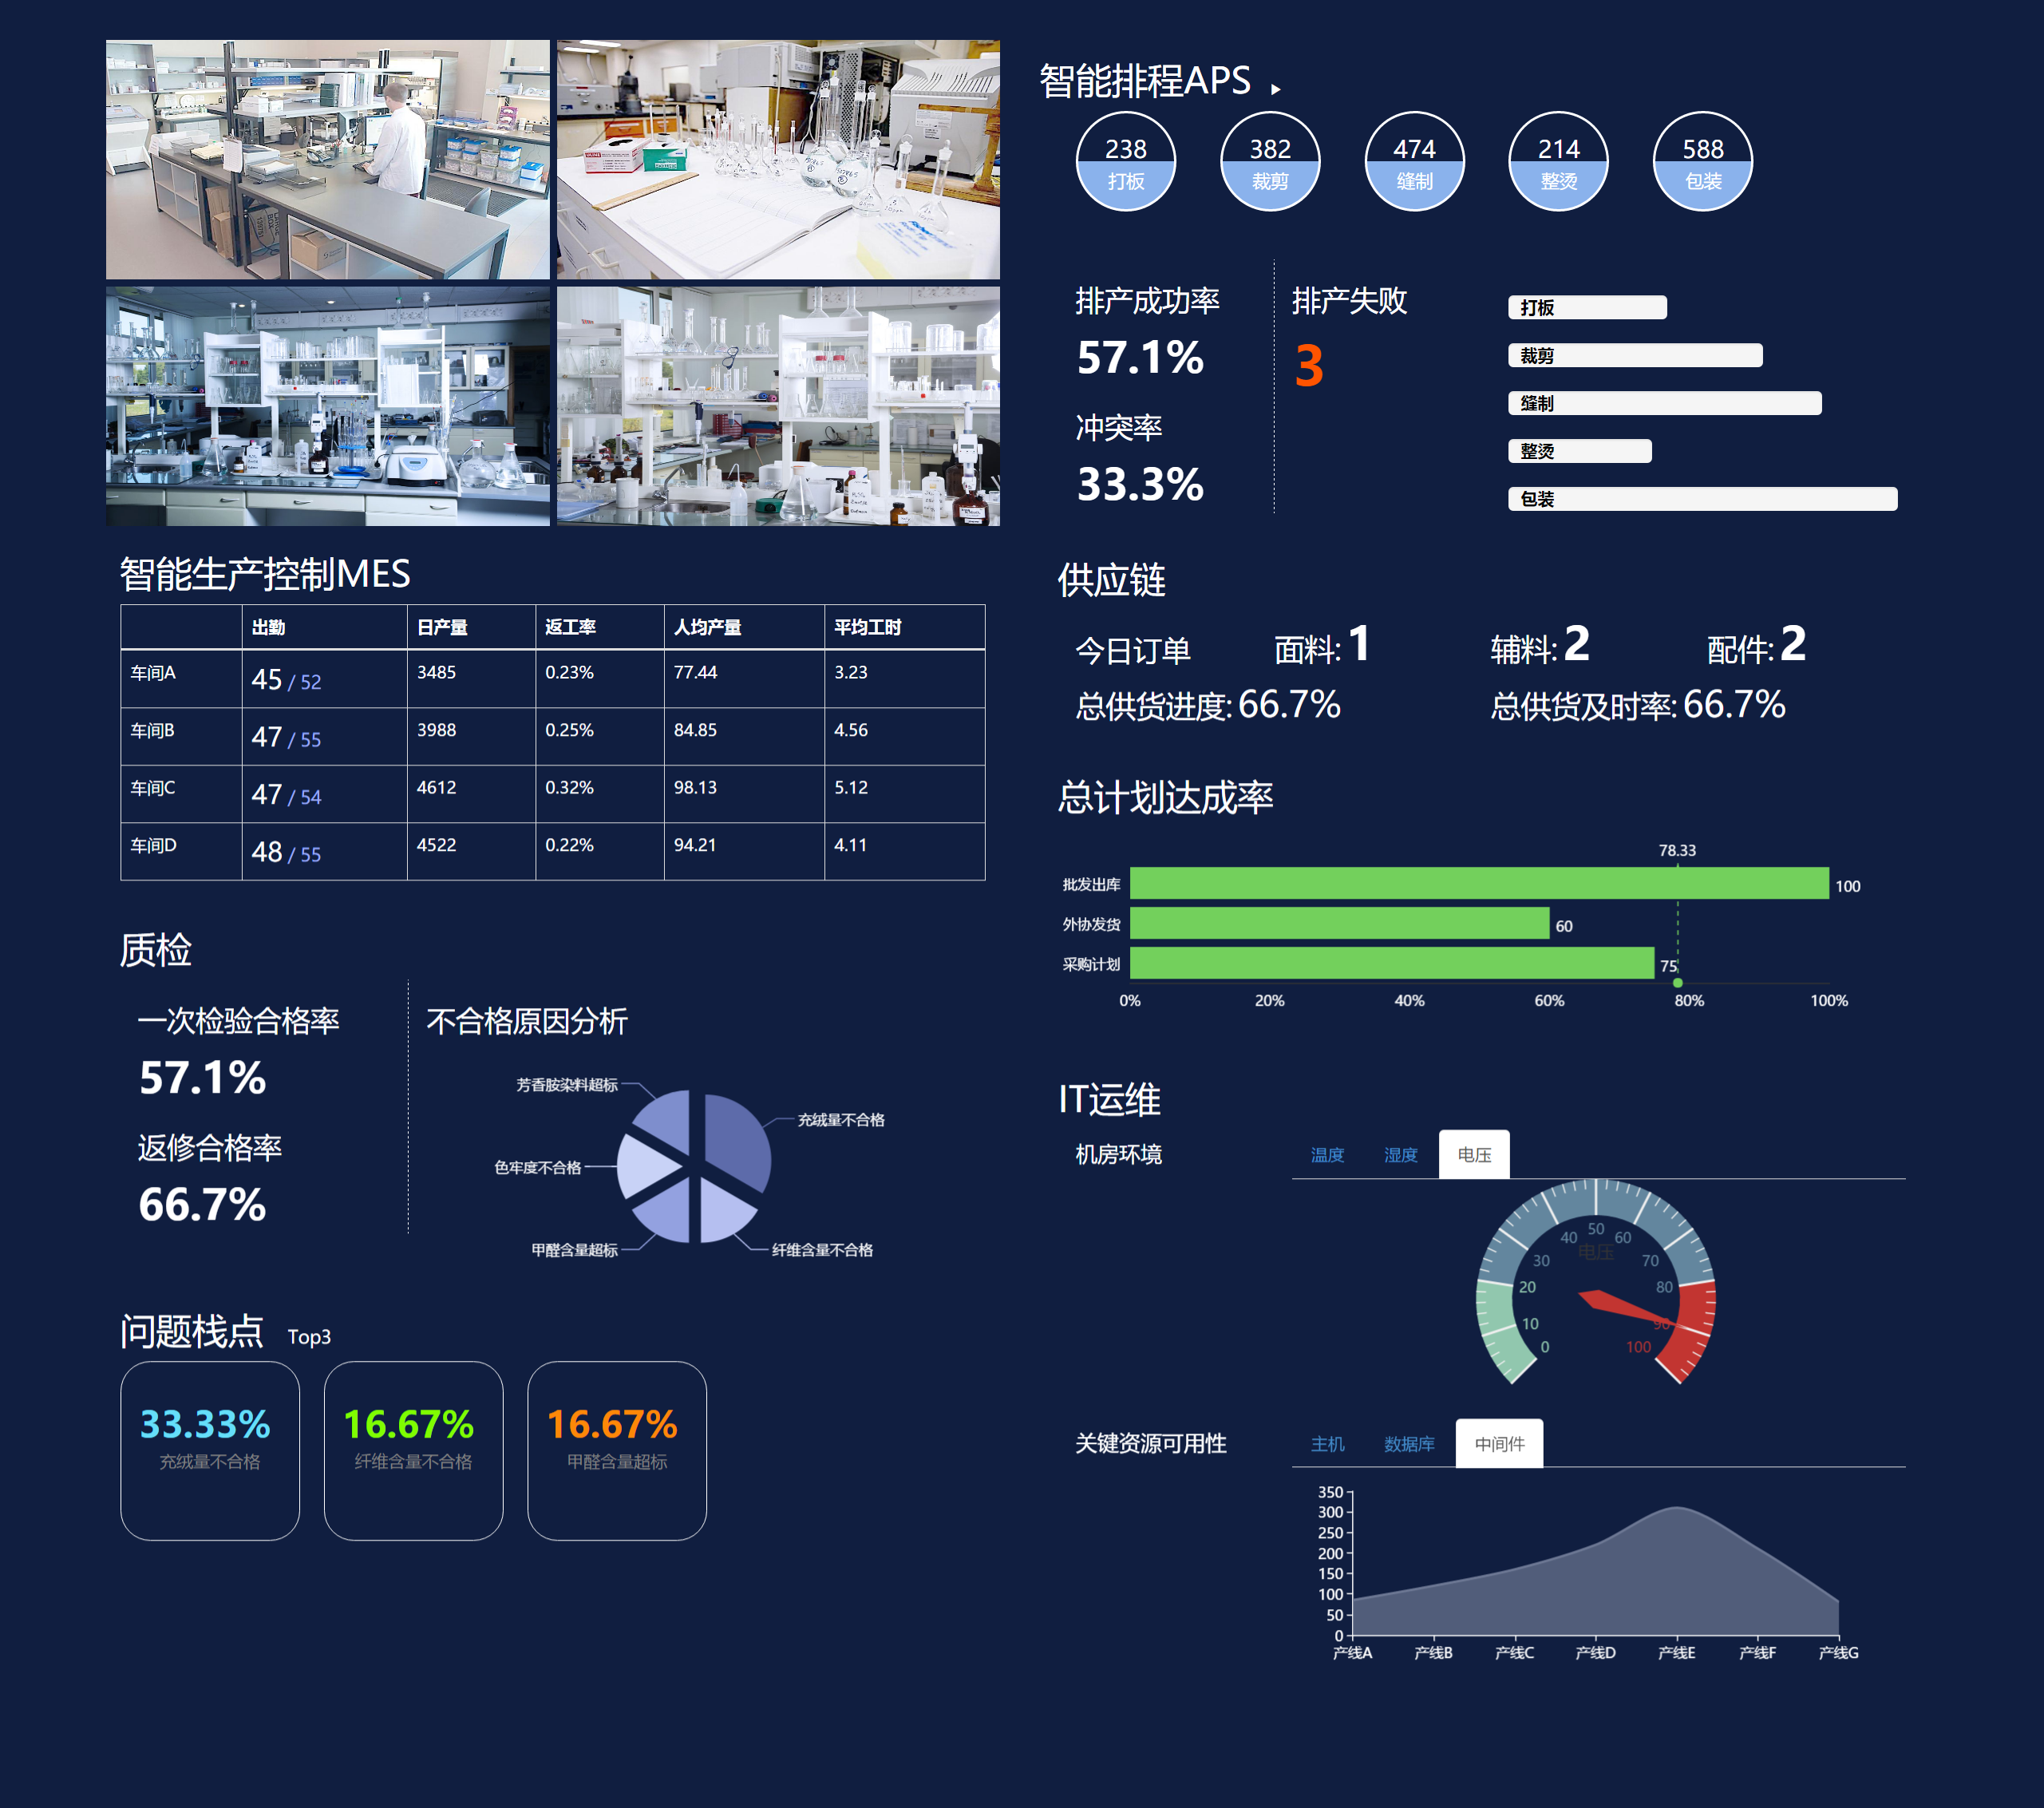 智能排程APS
238
打板
382
裁剪
474
缝制
214
整烫
588
包装
排产成功率
57.1%
冲突率
33.3%
排产失败
3
打板
裁剪
缝制
整烫
包装
智能生产控制MES
出勤 日产量 返工率 人均产量 平均工时
车间A 45 / 52 3485 0.23% 77.44 3.23
车间B 47 / 55 3988 0.25% 84.85 4.56
车间C 47 / 54 4612 0.32% 98.13 5.12
车间D 48 / 55 4522 0.22% 94.21 4.11
供应链
今日订单 面料: 1 辅料: 2 配件: 2
总供货进度: 66.7% 总供货及时率: 66.7%
总计划达成率
78.33
批发出库 100
外协发货 60
采购计划 75
0% 20% 40% 60% 80% 100%
质检
一次检验合格率
57.1%
返修合格率
66.7%
不合格原因分析
芳香胺染料超标
充绒量不合格
色牢度不合格
甲醛含量超标
纤维含量不合格
问题栈点 Top3
33.33%
充绒量不合格
16.67%
纤维含量不合格
16.67%
甲醛含量超标
IT运维
机房环境
温度 湿度 电压
0 10 20 30 40 50 60 70 80 90 100
电压
关键资源可用性
主机 数据库 中间件
350
300
250
200
150
100
50
0
产线A 产线B 产线C 产线D 产线E 产线F 产线G